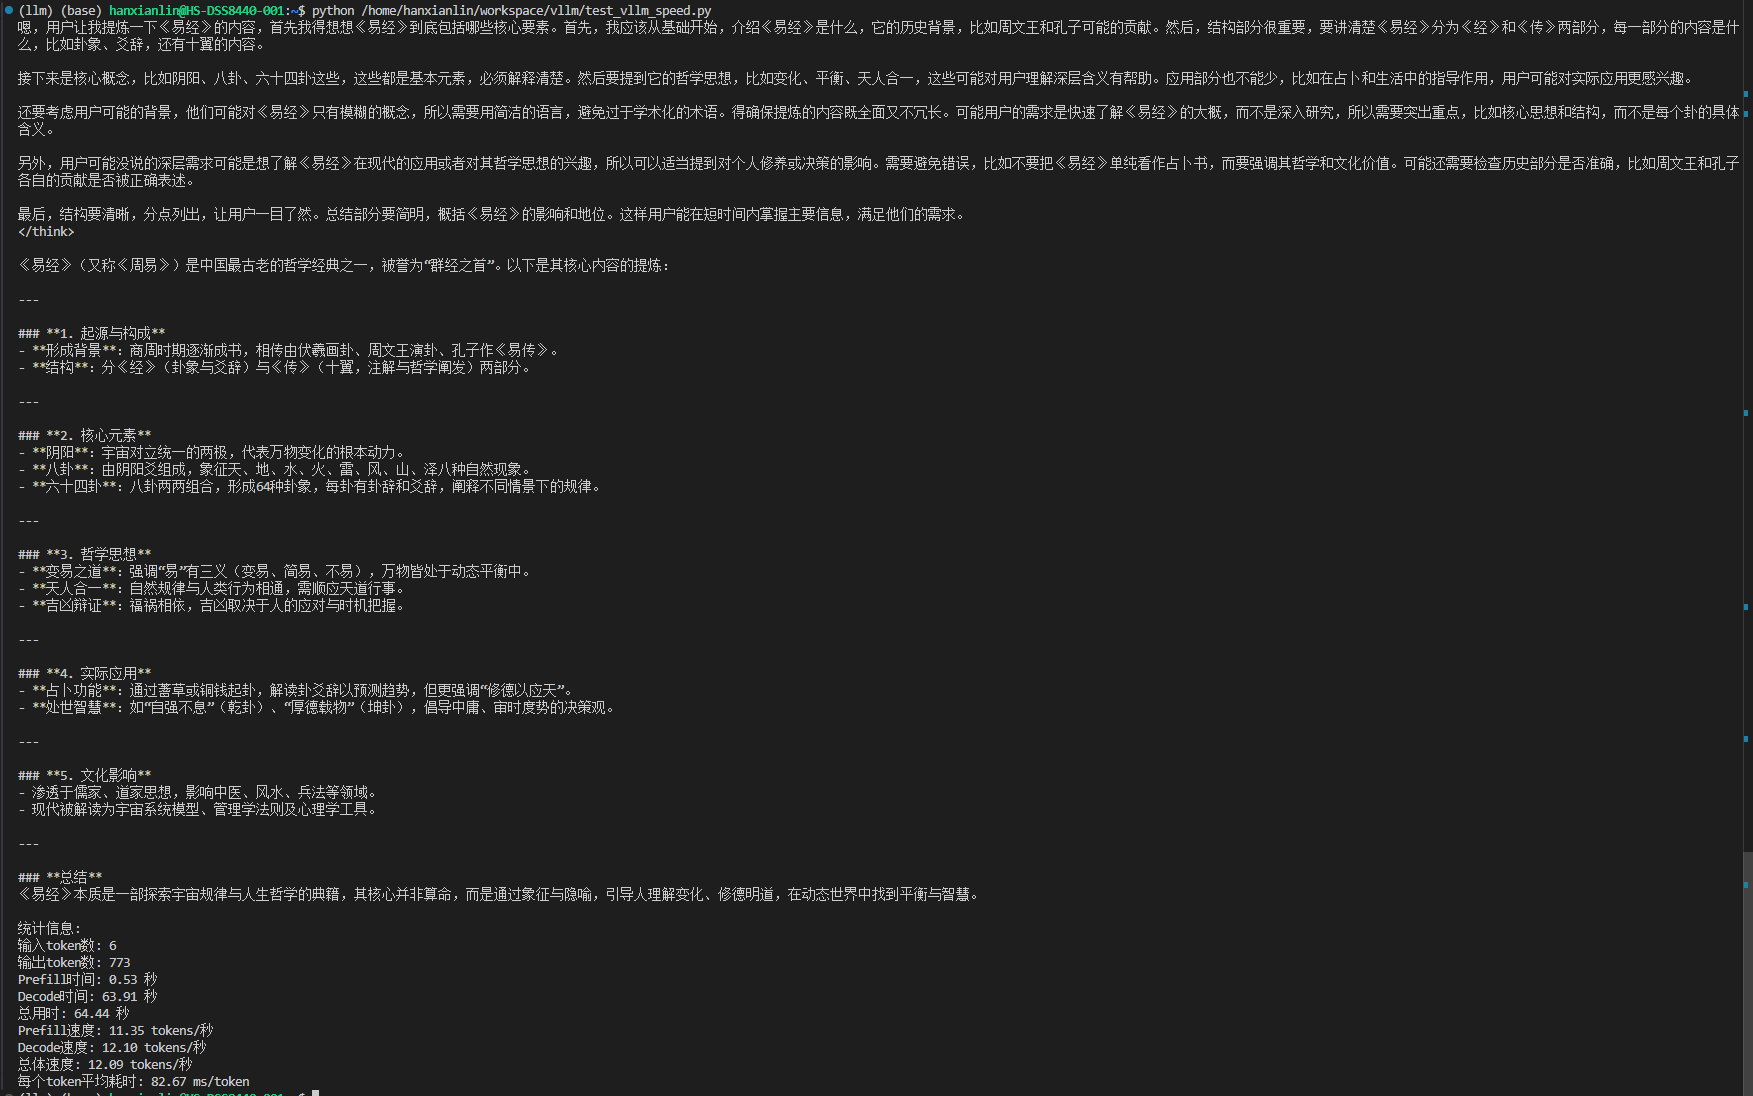 (llm) (base) hanxianlin@HS-DSS8440-001:~$ python /home/hanxianlin/workspace/vllm/test_vllm_speed.py
嗯，用户让我提炼一下《易经》的内容，首先我得想想《易经》到底包括哪些核心要素。首先，我应该从基础开始，介绍《易经》是什么，它的历史背景，比如周文王和孔子可能的贡献。然后，结构部分很重要，要讲清楚《易经》分为《经》和《传》两部分，每一部分的内容是什
么，比如卦象、爻辞，还有十翼的内容。
接下来是核心概念，比如阴阳、八卦、六十四卦这些，这些都是基本元素，必须解释清楚。然后要提到它的哲学思想，比如变化、平衡、天人合一，这些可能对用户理解深层含义有帮助。应用部分也不能少，比如在占卜和生活中的指导作用，用户可能对实际应用更感兴趣。
还要考虑用户可能的背景，他们可能对《易经》只有模糊的概念，所以需要用简洁的语言，避免过于学术化的术语。得确保提炼的内容既全面又不冗长。可能用户的需求是快速了解《易经》的大概，而不是深入研究，所以需要突出重点，比如核心思想和结构，而不是每个卦的具体
含义。
另外，用户可能没说的深层需求可能是想了解《易经》在现代的应用或者对其哲学思想的兴趣，所以可以适当提到对个人修养或决策的影响。需要避免错误，比如不要把《易经》单纯看作占卜书，而要强调其哲学和文化价值。可能还需要检查历史部分是否准确，比如周文王和孔子
各自的贡献是否被正确表述。
最后，结构要清晰，分点列出，让用户一目了然。总结部分要简明，概括《易经》的影响和地位。这样用户能在短时间内掌握主要信息，满足他们的需求。
</think>
《易经》（又称《周易》）是中国最古老的哲学经典之一，被誉为“群经之首”。以下是其核心内容的提炼：
---
### **1. 起源与构成**
- **形成背景**：商周时期逐渐成书，相传由伏羲画卦、周文王演卦、孔子作《易传》。
- **结构**：分《经》（卦象与爻辞）与《传》（十翼，注解与哲学阐发）两部分。
---
### **2. 核心元素**
- **阴阳**：宇宙对立统一的两极，代表万物变化的根本动力。
- **八卦**：由阴阳爻组成，象征天、地、水、火、雷、风、山、泽八种自然现象。
- **六十四卦**：八卦两两组合，形成64种卦象，每卦有卦辞和爻辞，阐释不同情景下的规律。
---
### **3. 哲学思想**
- **变易之道**：强调“易”有三义（变易、简易、不易），万物皆处于动态平衡中。
- **天人合一**：自然规律与人类行为相通，需顺应天道行事。
- **吉凶辩证**：福祸相依，吉凶取决于人的应对与时机把握。
---
### **4. 实际应用**
- **占卜功能**：通过蓍草或铜钱起卦，解读卦爻辞以预测趋势，但更强调“修德以应天”。
- **处世智慧**：如“自强不息”（乾卦）、“厚德载物”（坤卦），倡导中庸、审时度势的决策观。
---
### **5. 文化影响**
- 渗透于儒家、道家思想，影响中医、风水、兵法等领域。
- 现代被解读为宇宙系统模型、管理学法则及心理学工具。
---
### **总结**
《易经》本质是一部探索宇宙规律与人生哲学的典籍，其核心并非算命，而是通过象征与隐喻，引导人理解变化、修德明道，在动态世界中找到平衡与智慧。
统计信息：
输入token数: 6
输出token数: 773
Prefill时间: 0.53 秒
Decode时间: 63.91 秒
总用时: 64.44 秒
Prefill速度: 11.35 tokens/秒
Decode速度: 12.10 tokens/秒
总体速度: 12.09 tokens/秒
每个token平均耗时: 82.67 ms/token